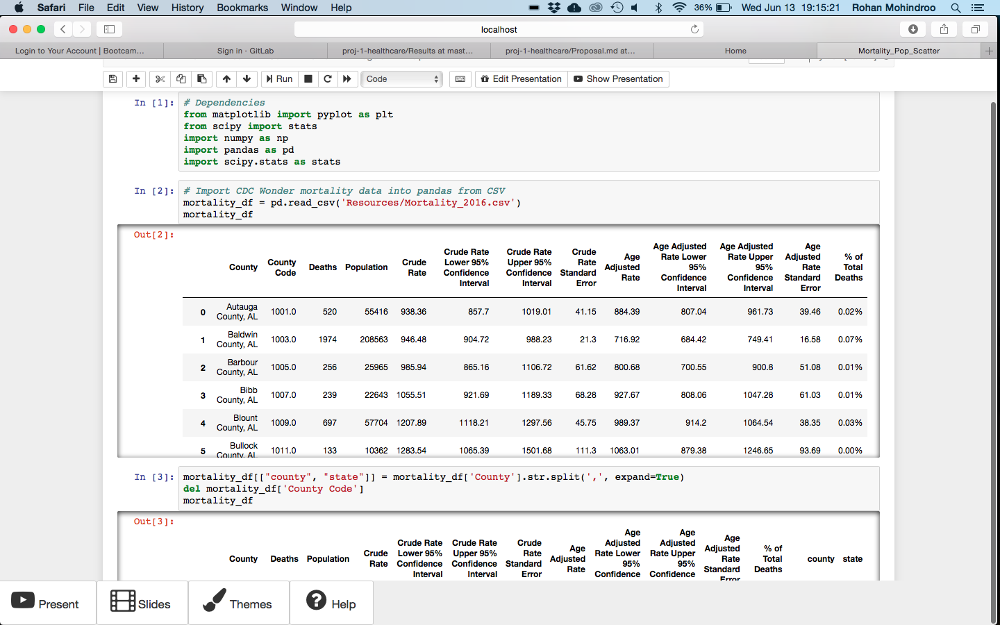 Safari File Edit View History Bookmarks Window Help 36% Wed Jun 13 19:15:21 Rohan Mohindroo
localhost
Login to Your Account | Bootcam... Sign in · GitLab proj-1-healthcare/Results at mast... proj-1-healthcare/Proposal.md at... Home Mortality_Pop_Scatter
Run Code Edit Presentation Show Presentation
In [1]: # Dependencies
from matplotlib import pyplot as plt
from scipy import stats
import numpy as np
import pandas as pd
import scipy.stats as stats
In [2]: # Import CDC Wonder mortality data into pandas from CSV
mortality_df = pd.read_csv('Resources/Mortality_2016.csv')
mortality_df
Out[2]:
County County Code Deaths Population Crude Rate Crude Rate Lower 95% Confidence Interval Crude Rate Upper 95% Confidence Interval Crude Rate Standard Error Age Adjusted Rate Age Adjusted Rate Lower 95% Confidence Interval Age Adjusted Rate Upper 95% Confidence Interval Age Adjusted Rate Standard Error % of Total Deaths
0 Autauga County, AL 1001.0 520 55416 938.36 857.7 1019.01 41.15 884.39 807.04 961.73 39.46 0.02%
1 Baldwin County, AL 1003.0 1974 208563 946.48 904.72 988.23 21.3 716.92 684.42 749.41 16.58 0.07%
2 Barbour County, AL 1005.0 256 25965 985.94 865.16 1106.72 61.62 800.68 700.55 900.8 51.08 0.01%
3 Bibb County, AL 1007.0 239 22643 1055.51 921.69 1189.33 68.28 927.67 808.06 1047.28 61.03 0.01%
4 Blount County, AL 1009.0 697 57704 1207.89 1118.21 1297.56 45.75 989.37 914.2 1064.54 38.35 0.03%
5 Bullock County, AL 1011.0 133 10362 1283.54 1065.39 1501.68 111.3 1063.01 879.38 1246.65 93.69 0.00%
In [3]: mortality_df[["county", "state"]] = mortality_df['County'].str.split(',', expand=True)
del mortality_df['County Code']
mortality_df
Out[3]:
County Deaths Population Crude Rate Crude Rate Lower 95% Confidence Interval Crude Rate Upper 95% Confidence Interval Crude Rate Standard Error Age Adjusted Rate Age Adjusted Rate Lower 95% Confidence Age Adjusted Rate Upper 95% Confidence Age Adjusted Rate Standard Error % of Total Deaths county state
Present Slides Themes Help